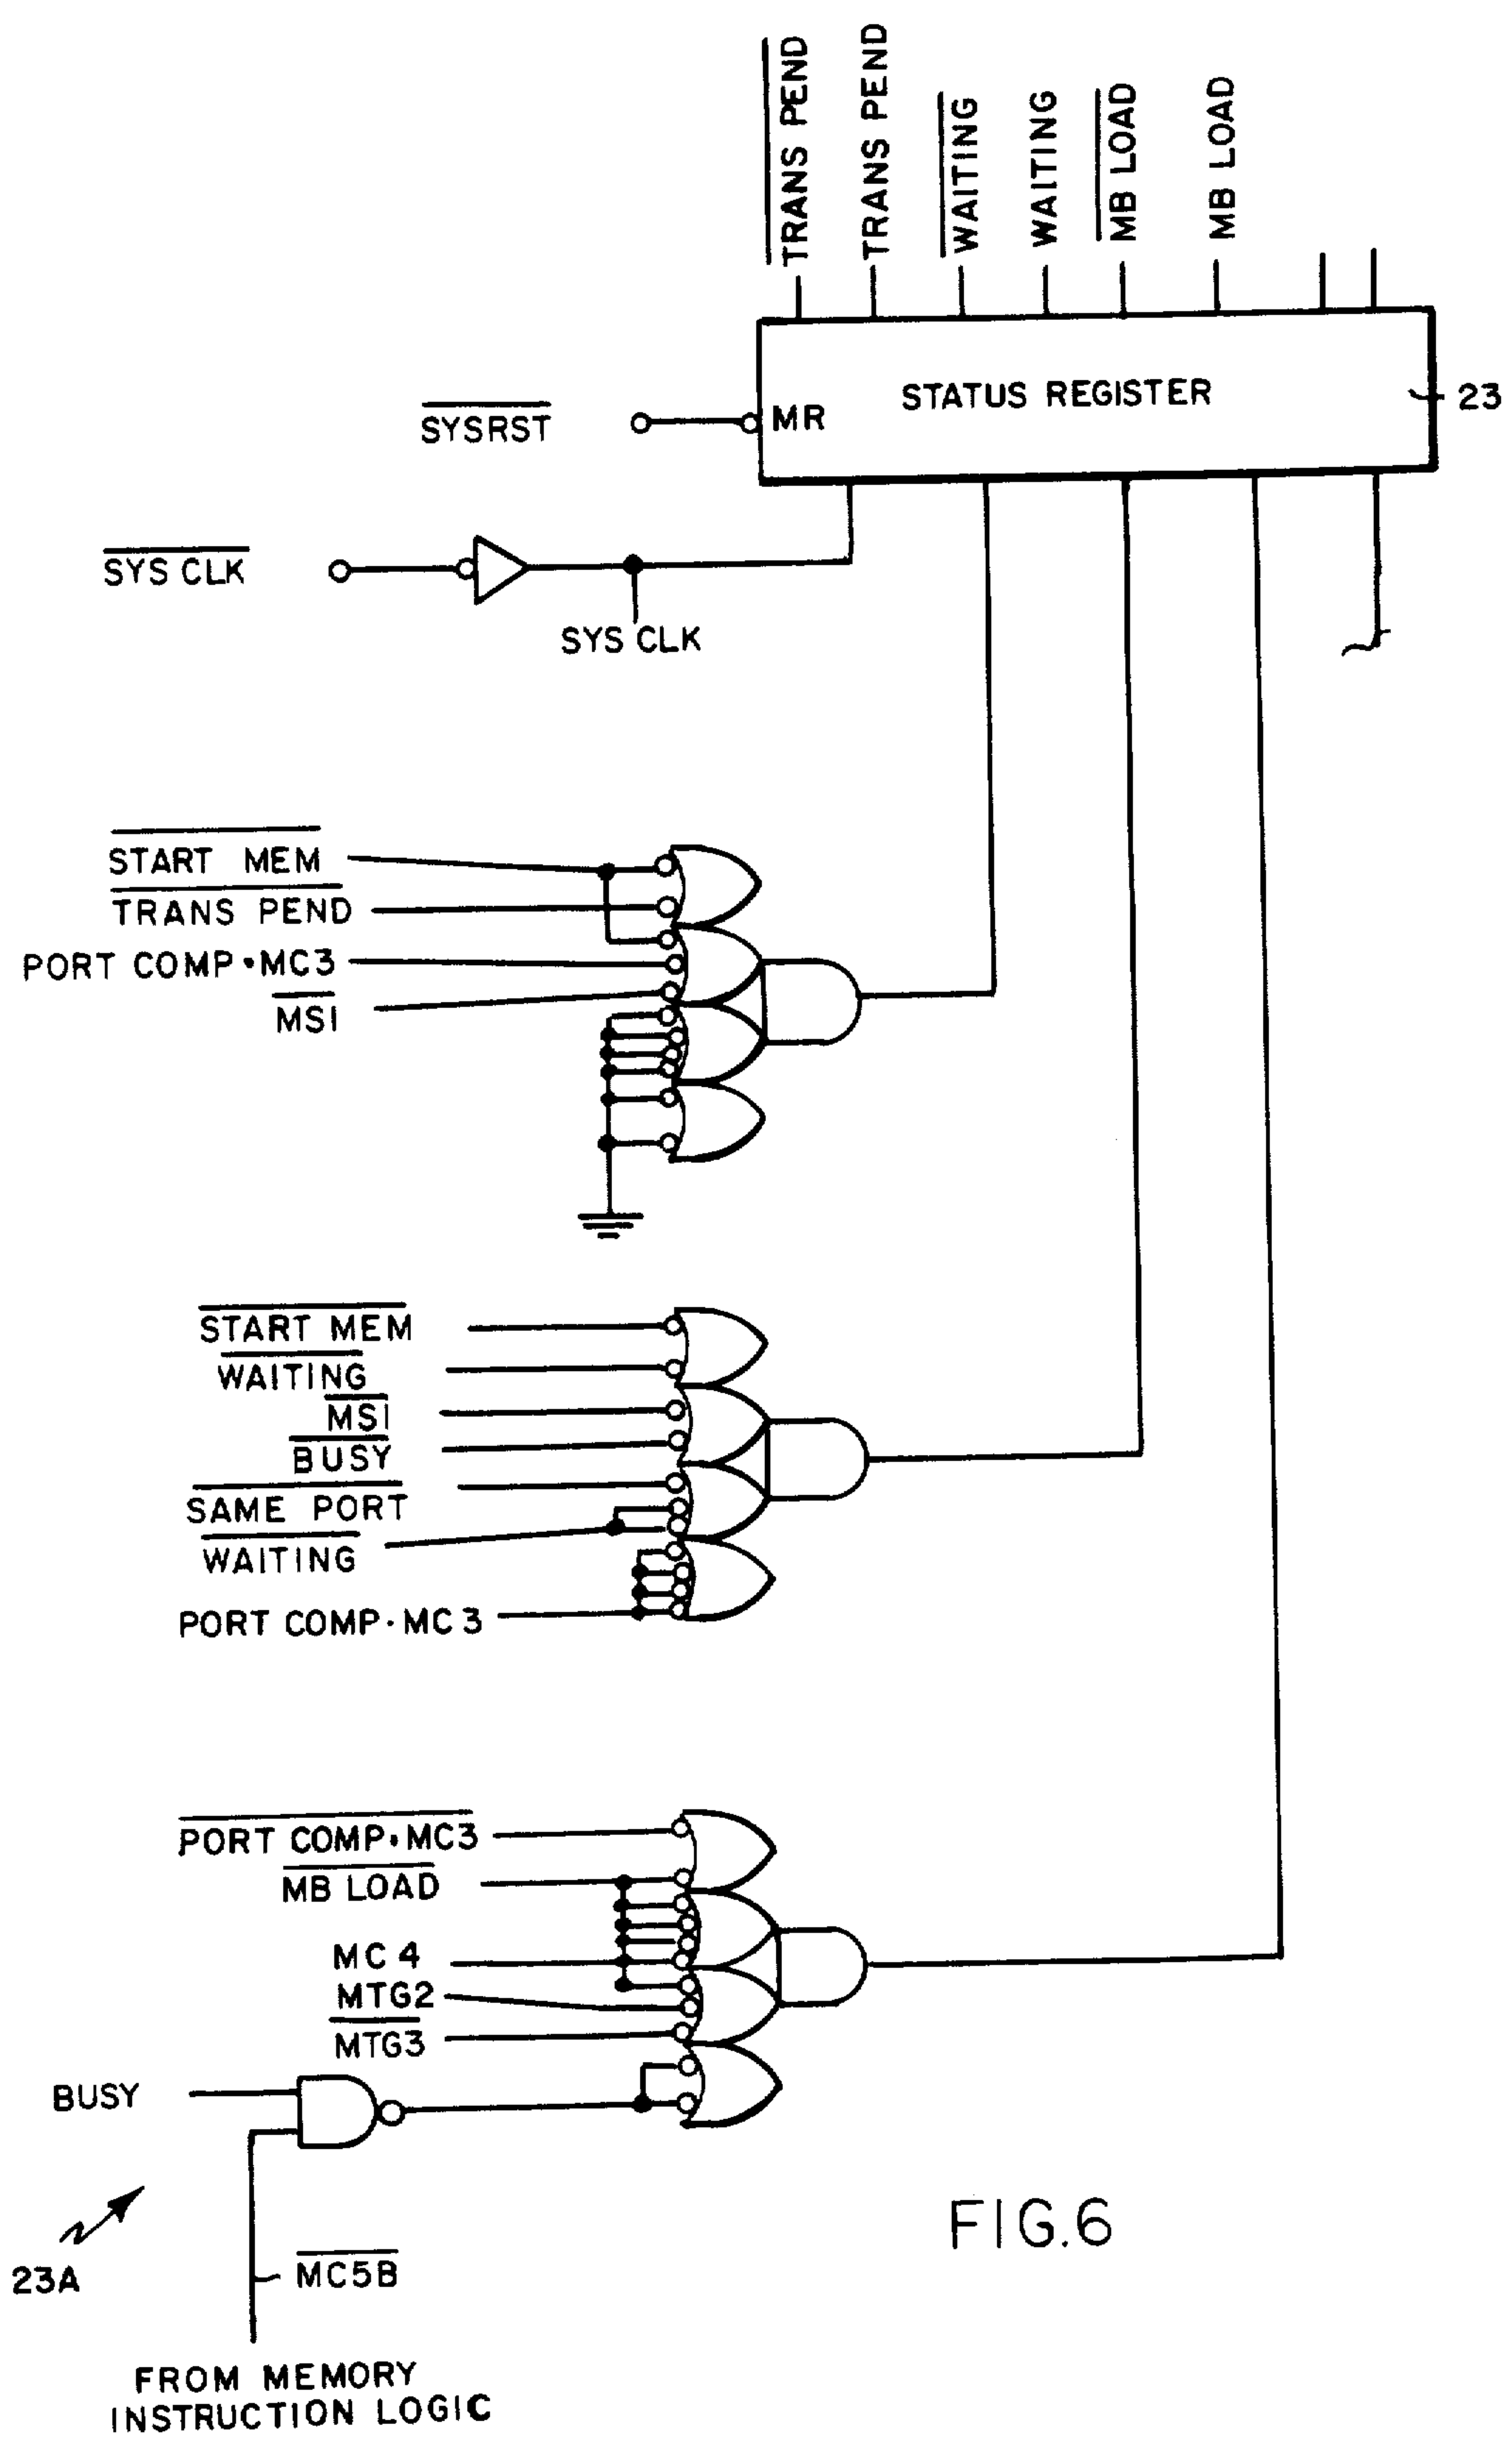 TRANS PEND
TRANS PEND
WAITING
WAITING
MB LOAD
MB LOAD
STATUS REGISTER
23
SYSRST
MR
SYS CLK
SYS CLK
START MEM
TRANS PEND
PORT COMP•MC3
MSI
START MEM
WAITING
MSI
BUSY
SAME PORT
WAITING
PORT COMP·MC3
PORT COMP•MC3
MB LOAD
MC4
MTG2
MTG3
BUSY
23A
MC5B
FROM MEMORY
INSTRUCTION LOGIC
FIG.6